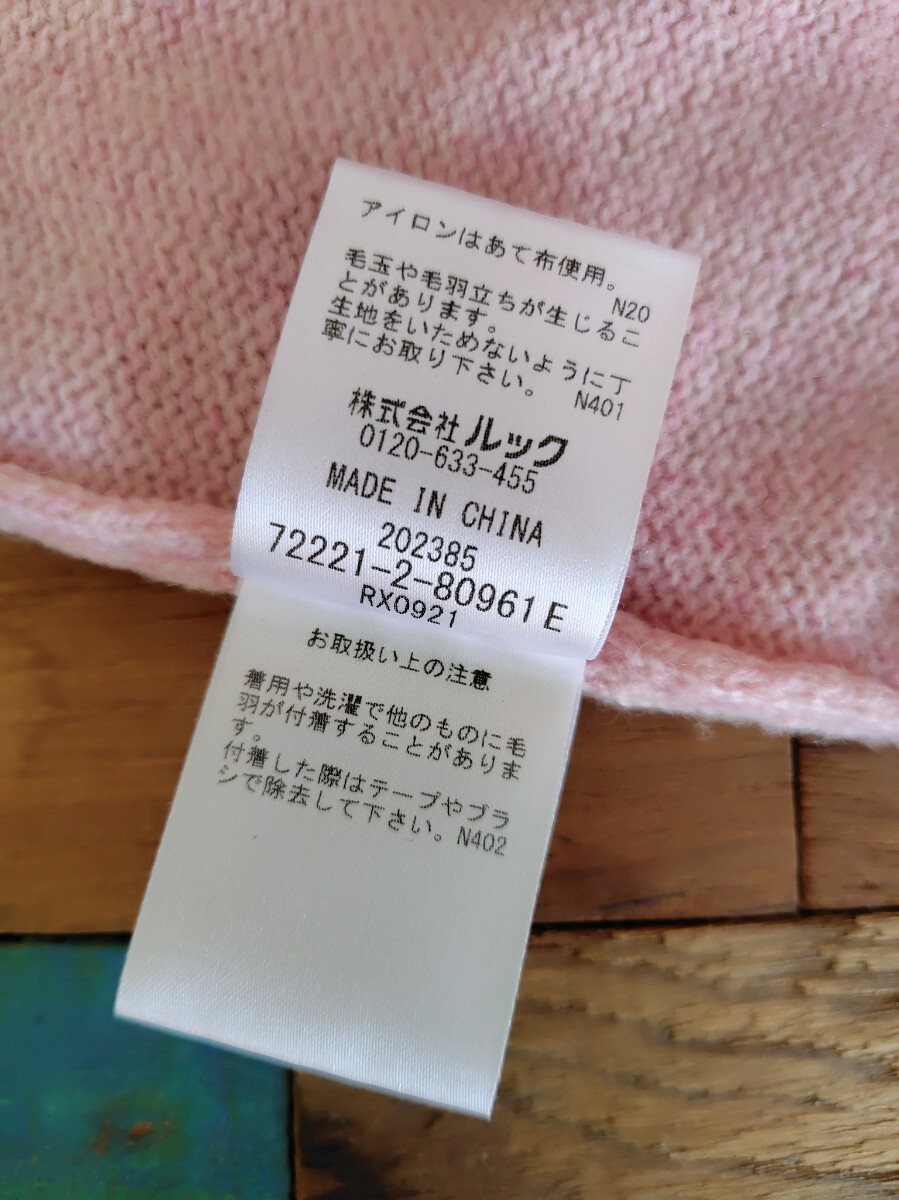 アイロンはあて布使用。
N20
毛玉や毛羽立ちが生じるこ
とがあります。
生地をいためないように丁
寧にお取り下さい。 N401
株式会社ルック
0120-633-455
MADE IN CHINA
202385
72221-2-80961E
RX0921
お取扱い上の注意
着用や洗濯で他のものに毛
羽が付着することがありま
す。
付着した際はテープやブラ
シで除去して下さい。N402